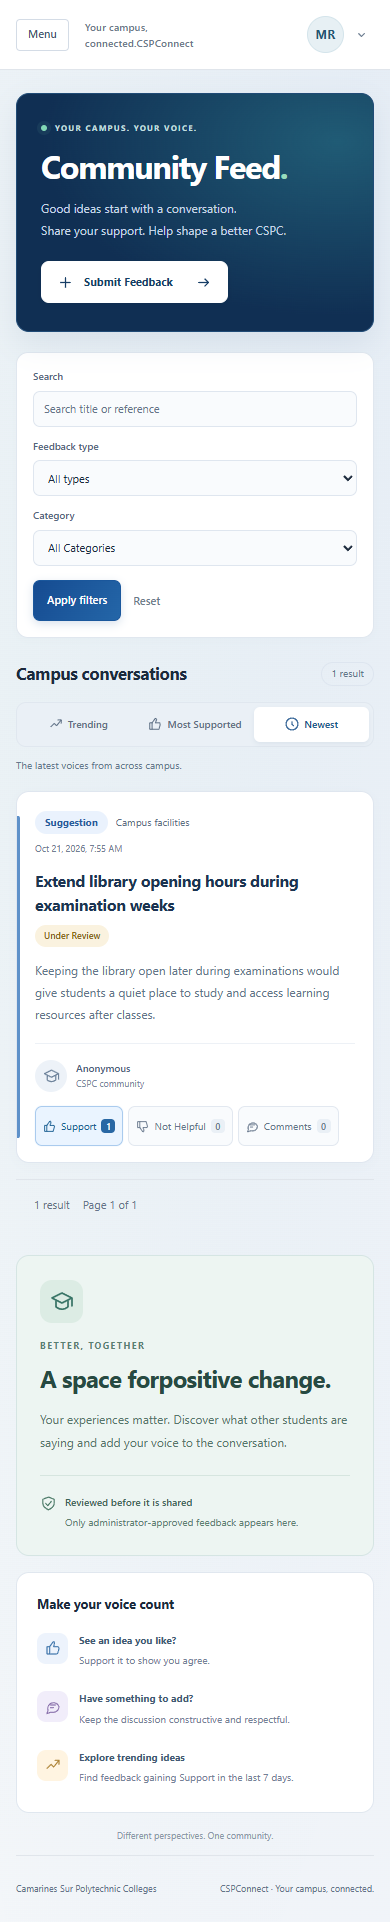 Menu
Your campus,
connected.CSPConnect
MR
YOUR CAMPUS. YOUR VOICE.
Community Feed.
Good ideas start with a conversation.
Share your support. Help shape a better CSPC.
Submit Feedback
Search
Search title or reference
Feedback type
All types
Category
All Categories
Apply filters
Reset
Campus conversations
1 result
Trending
Most Supported
Newest
The latest voices from across campus.
Suggestion
Campus facilities
Oct 21, 2026, 7:55 AM
Extend library opening hours during
examination weeks
Under Review
Keeping the library open later during examinations would
give students a quiet place to study and access learning
resources after classes.
Anonymous
CSPC community
Support 1
Not Helpful 0
Comments 0
1 result
Page 1 of 1
BETTER, TOGETHER
A space forpositive change.
Your experiences matter. Discover what other students are
saying and add your voice to the conversation.
Reviewed before it is shared
Only administrator-approved feedback appears here.
Make your voice count
See an idea you like?
Support it to show you agree.
Have something to add?
Keep the discussion constructive and respectful.
Explore trending ideas
Find feedback gaining Support in the last 7 days.
Different perspectives. One community.
Camarines Sur Polytechnic Colleges
CSPConnect · Your campus, connected.